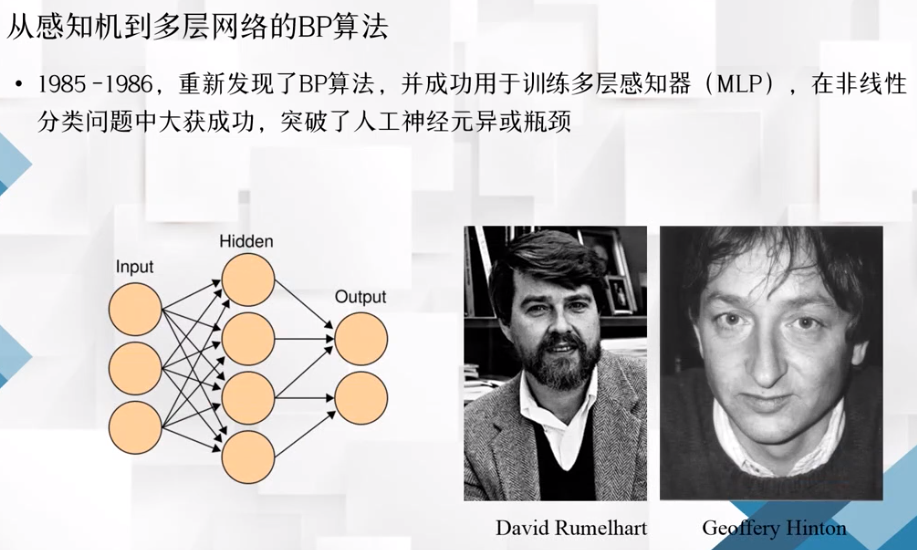 从感知机到多层网络的BP算法
• 1985-1986，重新发现了BP算法，并成功用于训练多层感知器（MLP），在非线性
分类问题中大获成功，突破了人工神经元异或瓶颈
Hidden
Input
Output
David Rumelhart
Geoffery Hinton